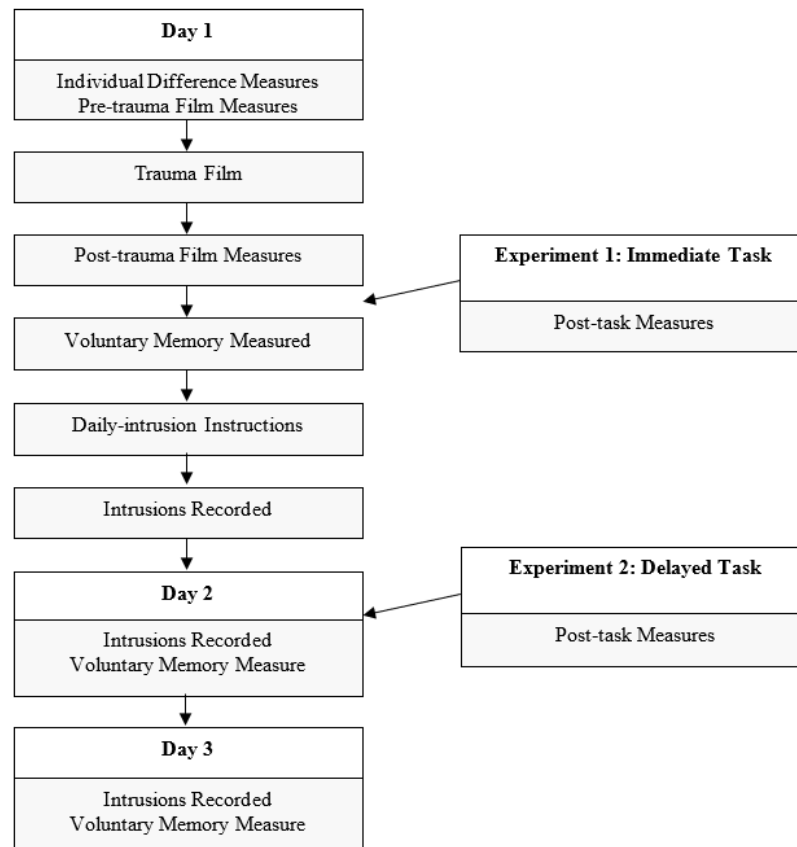 Day 1
Individual Difference Measures
Pre-trauma Film Measures
Trauma Film
Post-trauma Film Measures
Experiment 1: Immediate Task
Post-task Measures
Voluntary Memory Measured
Daily-intrusion Instructions
Intrusions Recorded
Experiment 2: Delayed Task
Post-task Measures
Day 2
Intrusions Recorded
Voluntary Memory Measure
Day 3
Intrusions Recorded
Voluntary Memory Measure